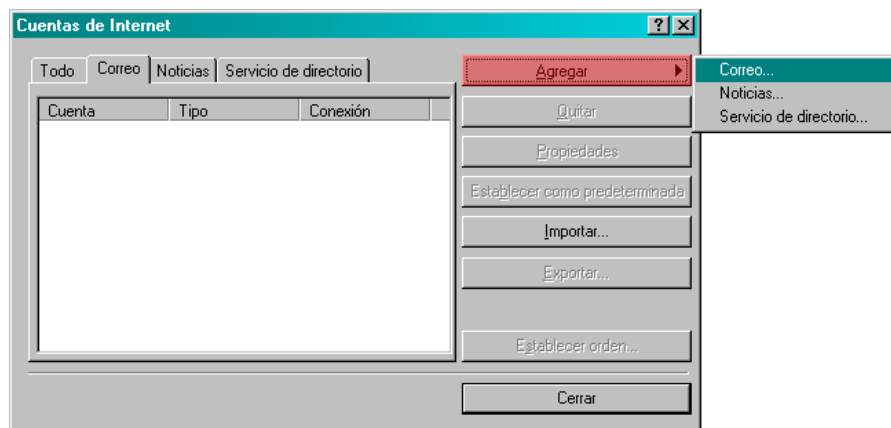 Cuentas de Internet
Todo Correo Noticias Servicio de directorio
Cuenta Tipo Conexión
Agregar
Quitar
Propiedades
Establecer como predeterminada
Importar...
Exportar...
Establecer orden...
Cerrar
Correo...
Noticias...
Servicio de directorio...